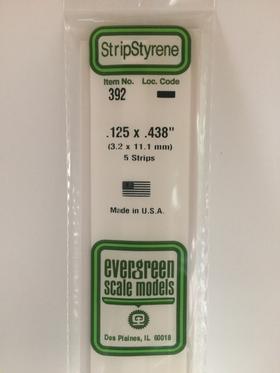 StripStyrene
Item No. Loc. Code
392
.125 x .438"
(3.2 x 11.1 mm)
5 Strips
Made in U.S.A.
evergreen
scale models
Des Plaines, IL 60018